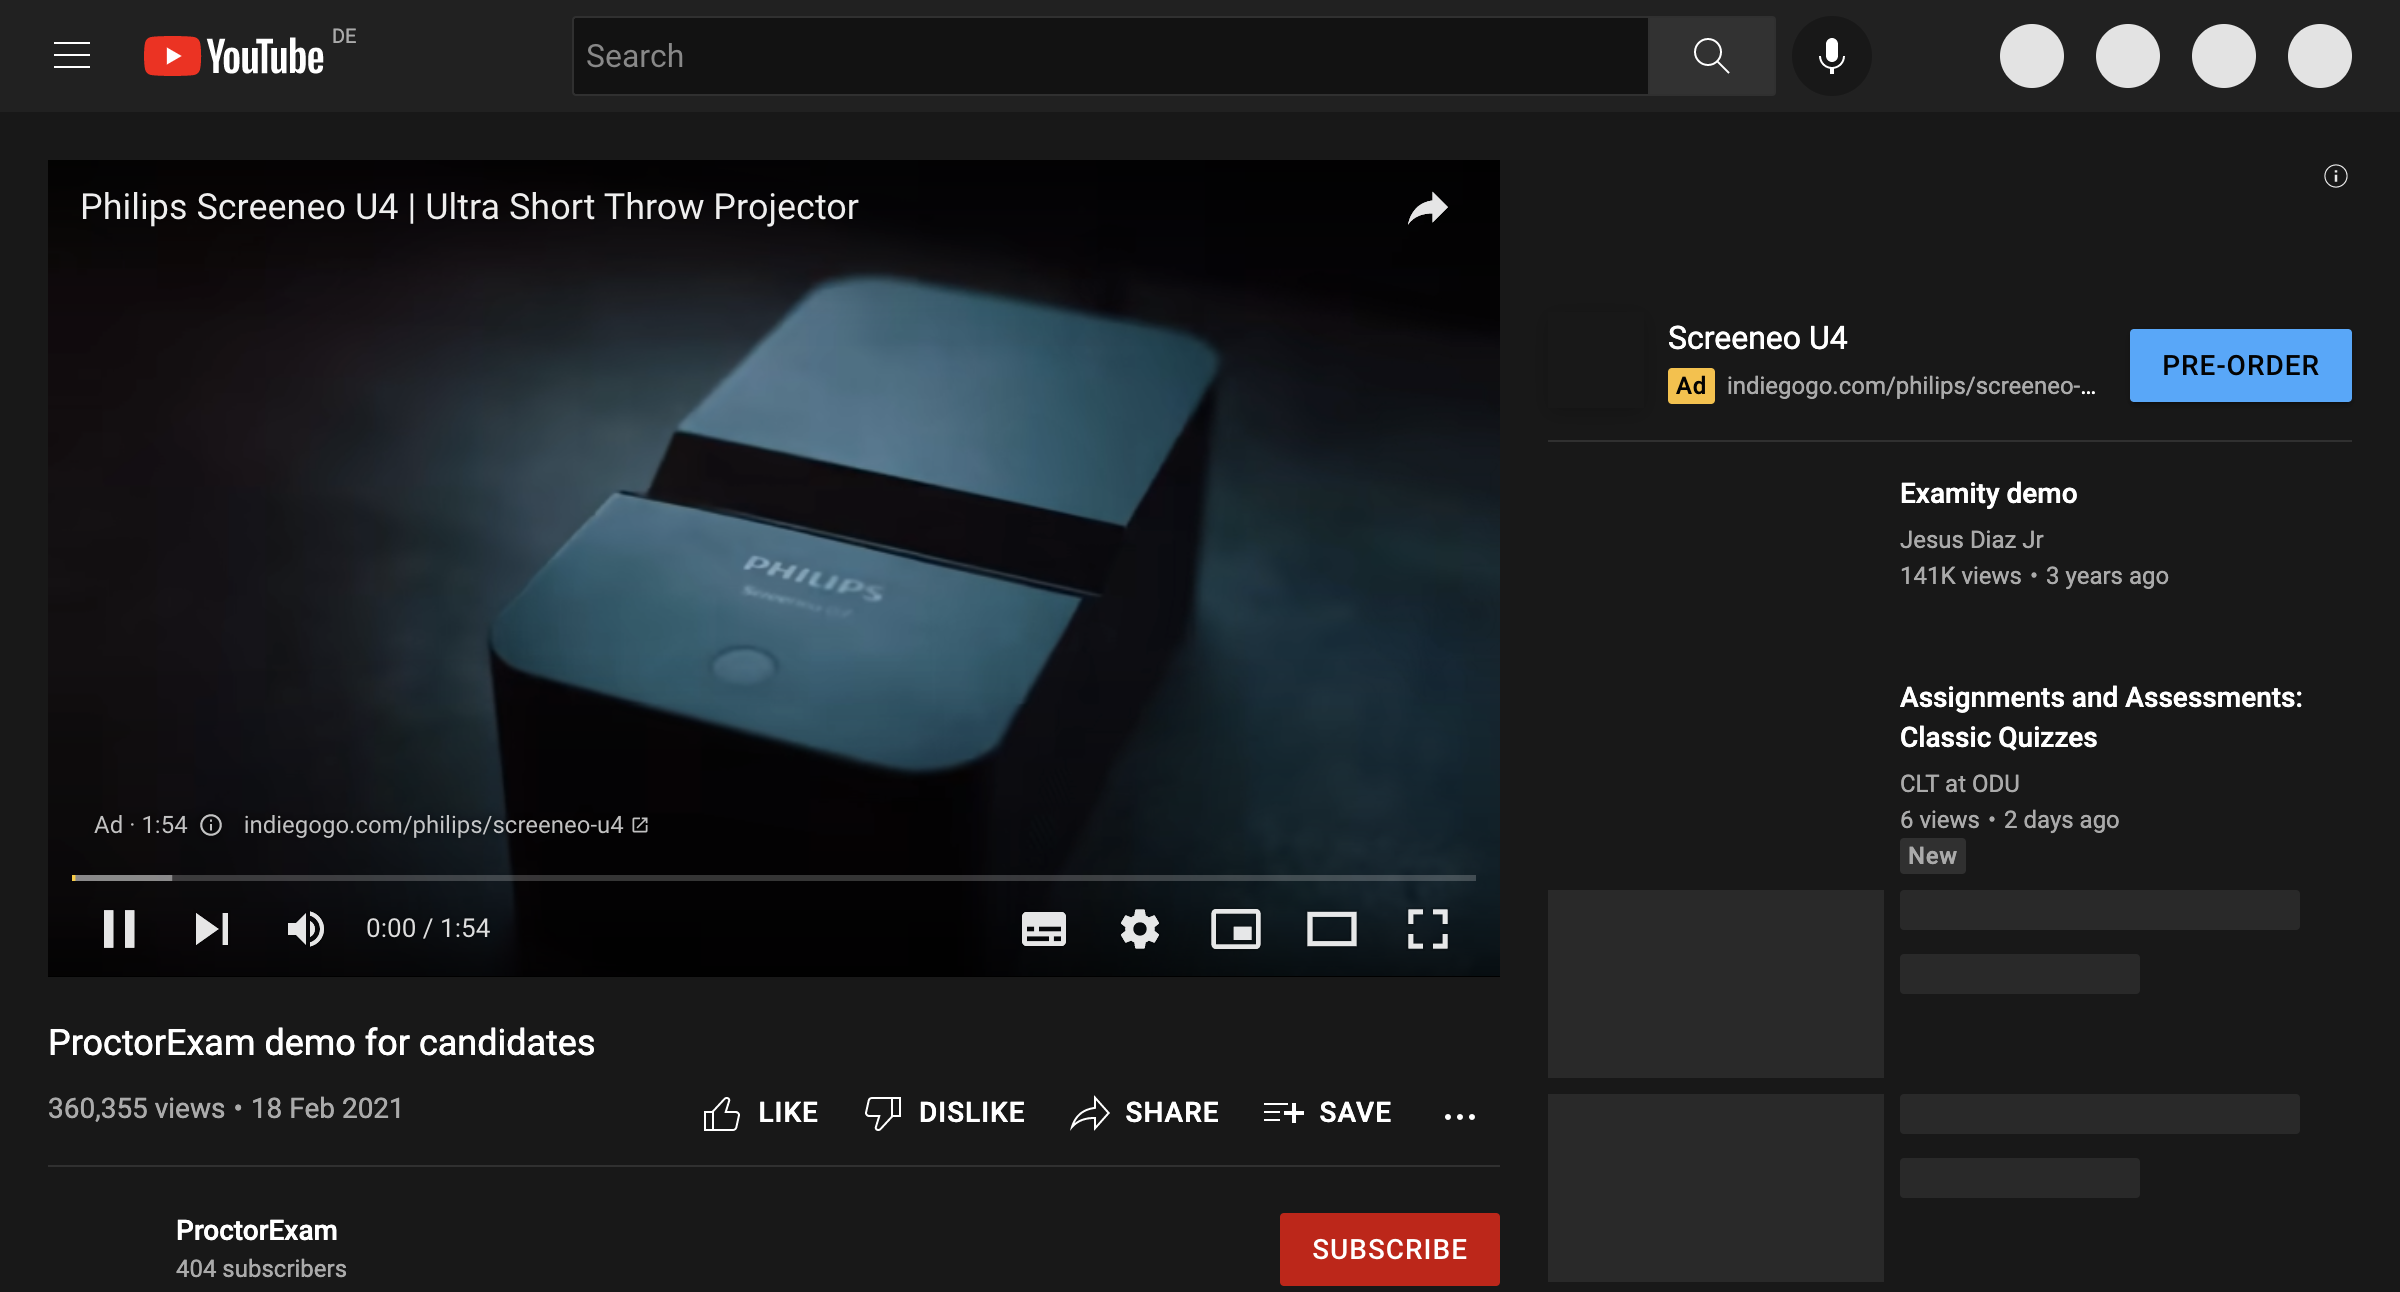 YouTube DE
Search
Philips Screeneo U4 | Ultra Short Throw Projector
PHILIPS
Screeneo U4
Ad · 1:54 indiegogo.com/philips/screeneo-u4
0:00 / 1:54
ProctorExam demo for candidates
360,355 views • 18 Feb 2021
LIKE DISLIKE SHARE SAVE
ProctorExam
404 subscribers
SUBSCRIBE
Screeneo U4
Ad indiegogo.com/philips/screeneo-...
PRE-ORDER
Examity demo
Jesus Diaz Jr
141K views • 3 years ago
Assignments and Assessments:
Classic Quizzes
CLT at ODU
6 views • 2 days ago
New